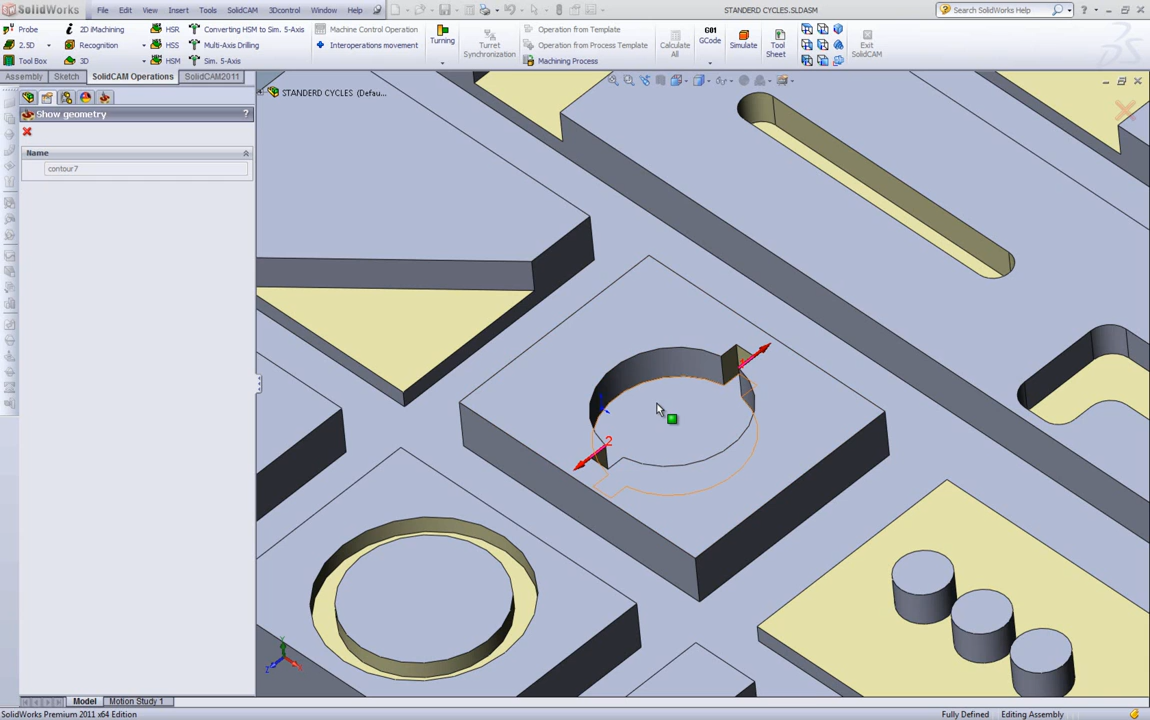 SolidWorks
File Edit View Insert Tools SolidCAM 3Dcontrol Window Help
STANDERD CYCLES.SLDASM
Search SolidWorks
Probe
2.5D
Tool Box
2D iMachining
Recognition
3D
HSR
HSS
HSM
Converting HSM to Sim. 5-Axis
Multi-Axis Drilling
Sim. 5-Axis
Machine Control Operation
Interoperations movement
Turning
Turret
Synchronization
Operation from Template
Operation from Process Template
Machining Process
Calculate
All
G01
GCode
Simulate
Tool
Sheet
Exit
SolidCAM
Assembly Sketch SolidCAM Operations SolidCAM2011
STANDERD CYCLES (Defau...
Show geometry ?
Name
contour7
1
2
Y
Z
Model Motion Study 1
SolidWorks Premium 2011 x64 Edition
Fully Defined
Editing Assembly